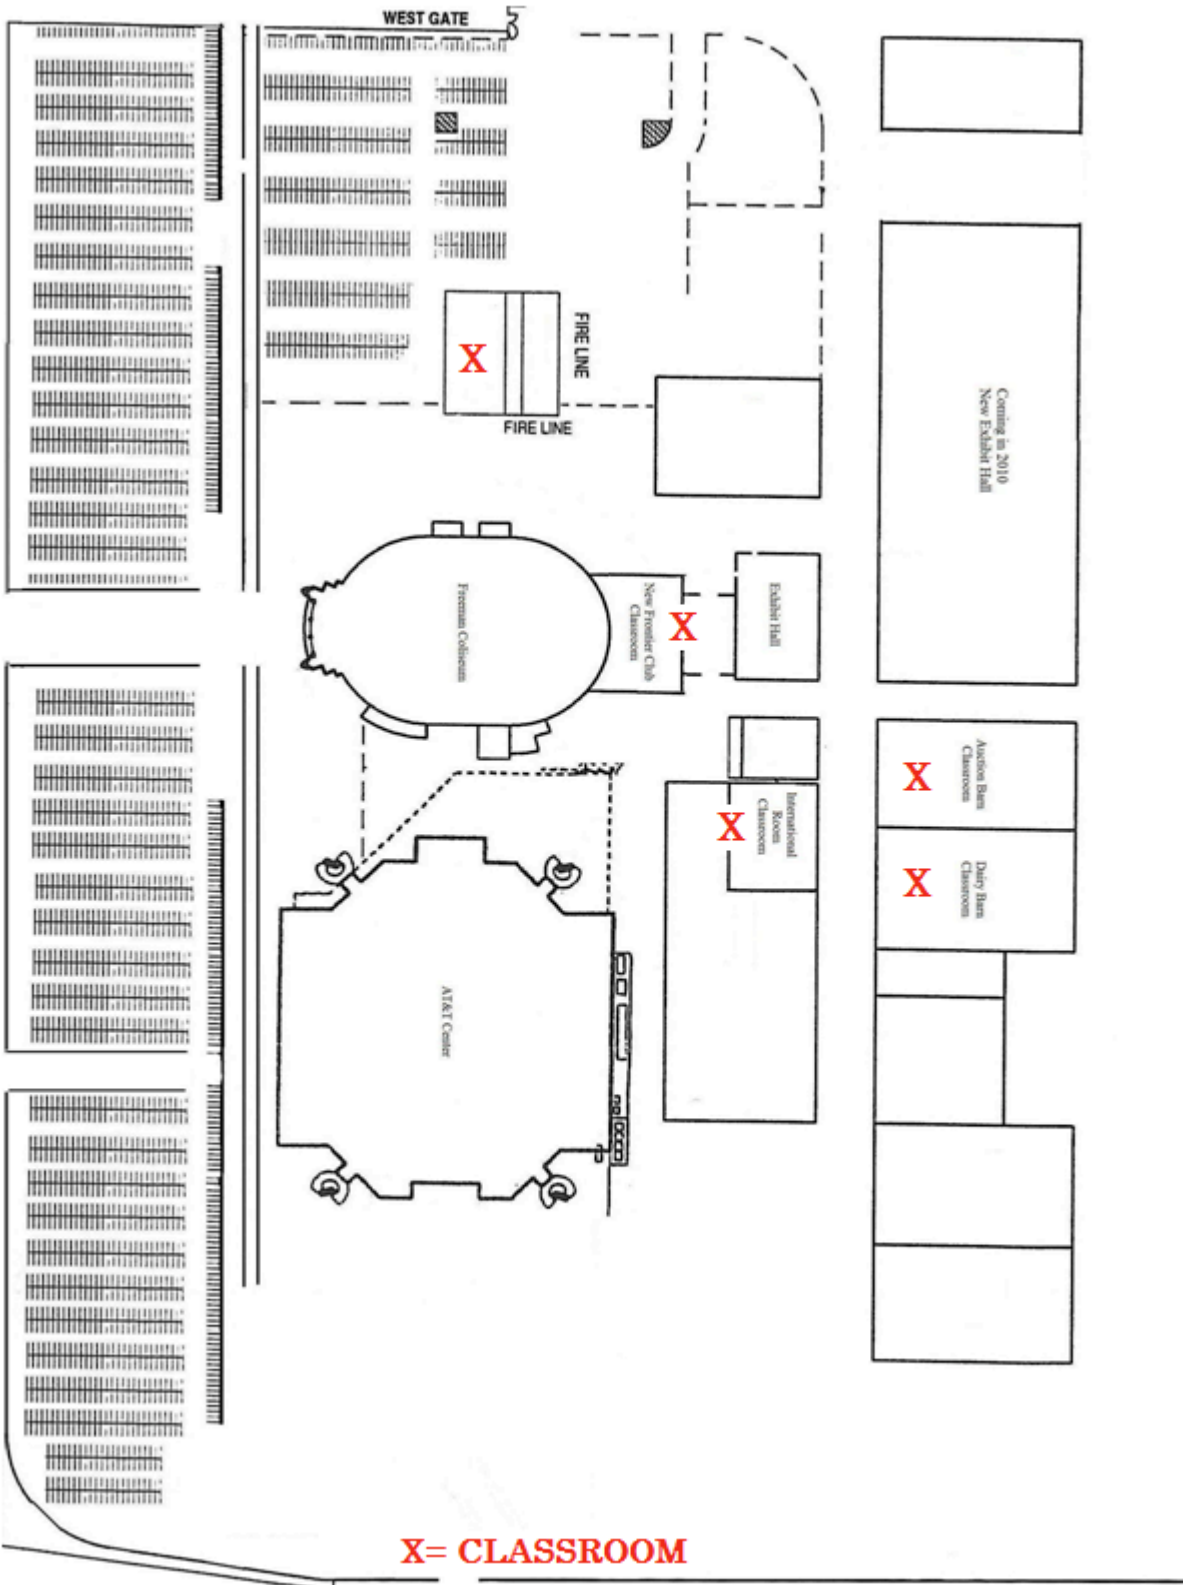 WEST GATE
FIRE LINE
X
FIRE LINE
Coming in 2010
New Exhibit Hall
Freeman Coliseum
New Frontier Club
Classroom
X
Exhibit Hall
Auction Barn
Classroom
X
International
Room
Classroom
X
Dairy Barn
Classroom
X
AT&T Center
X= CLASSROOM